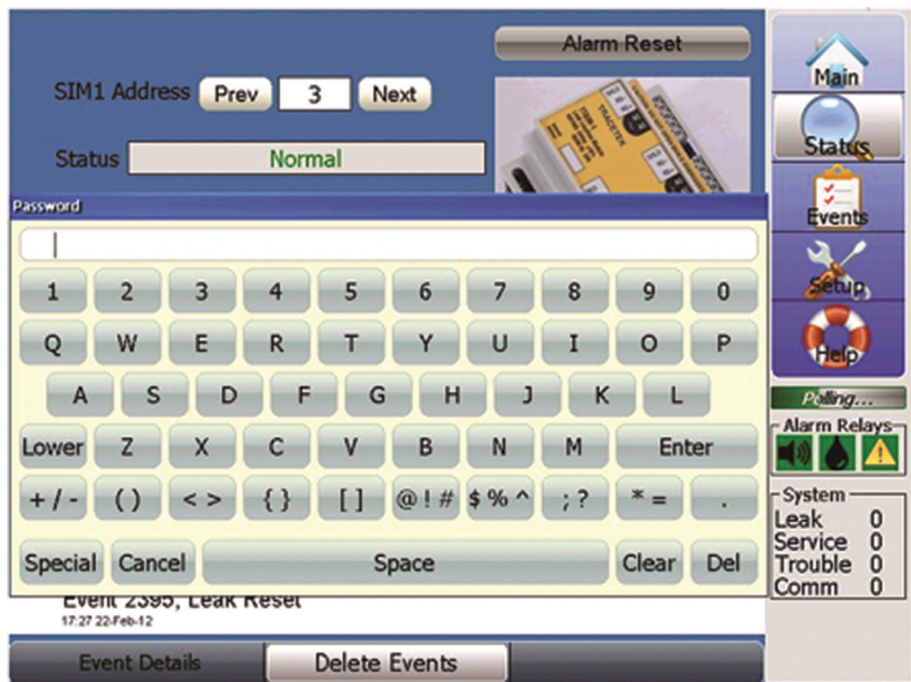 Alarm Reset
SIM1 Address Prev 3 Next
Status Normal
TRACETEK
Password
1 2 3 4 5 6 7 8 9 0
Q W E R T Y U I O P
A S D F G H J K L
Lower Z X C V B N M Enter
+ / - ( ) < > { } [ ] @ ! # $ % ^ ; ? * = .
Special Cancel Space Clear Del
Event 2395, Leak Reset
17:27 22-Feb-12
Event Details Delete Events
Main
Status
Events
Setup
Help
Polling...
Alarm Relays
System
Leak 0
Service 0
Trouble 0
Comm 0